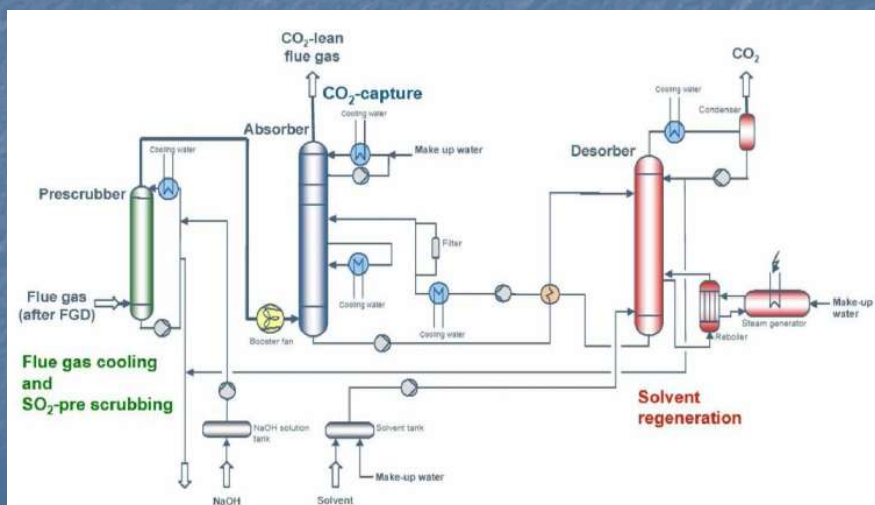 CO2-lean
flue gas
CO2
CO2-capture
Cooling water
Absorber
Cooling water
Condenser
Make up water
Desorber
Cooling water
Prescrubber
Filter
Flue gas
(after FGD)
Cooling water
Cooling water
Make-up
water
Booster fan
Reboiler
Steam generator
Flue gas cooling
and
SO2-pre scrubbing
Solvent
regeneration
NaOH solution
tank
Solvent tank
Make-up water
NaOH
Solvent